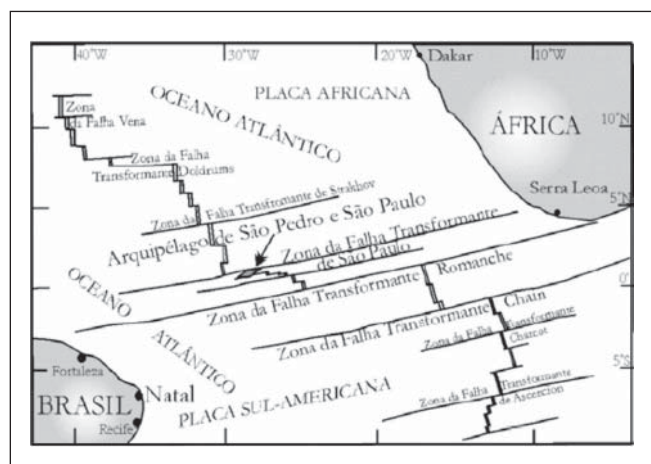 40°W
30°W
20°W
10°W
Dakar
Zona
da Falha Vena
OCEANO ATLÂNTICO
PLACA AFRICANA
ÁFRICA
10°N
Zona da Falha
Transformante Doldrums
Serra Leoa
5°N
Zona da Falha Transfromante de Strakhov
Arquipélago de São Pedro e São Paulo
Zona da Falha Transformante
de São Paulo
OCEANO
ATLÂNTICO
Zona da Falha Transformante Romanche
0°
Zona da Falha Transformante Chain
Zona da Falha Transformante
Charcot
Fortaleza
5°S
BRASIL
Natal
Recife
PLACA SUL-AMERICANA
Zona da Falha Transformante
de Ascencion